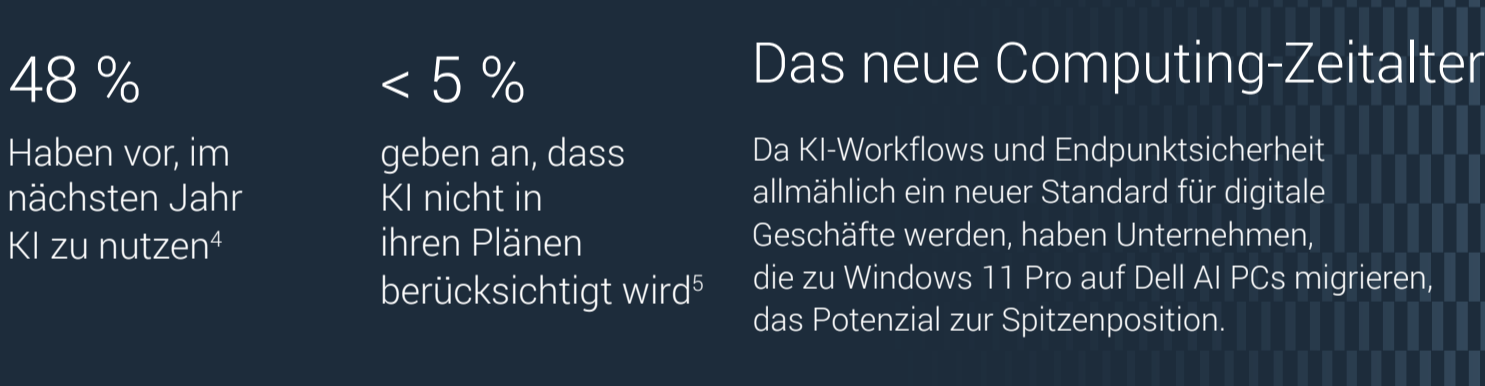 48 %
Haben vor, im
nächsten Jahr
KI zu nutzen⁴
< 5 %
geben an, dass
KI nicht in
ihren Plänen
berücksichtigt wird⁵
Das neue Computing-Zeitalter
Da KI-Workflows und Endpunktsicherheit
allmählich ein neuer Standard für digitale
Geschäfte werden, haben Unternehmen,
die zu Windows 11 Pro auf Dell AI PCs migrieren,
das Potenzial zur Spitzenposition.